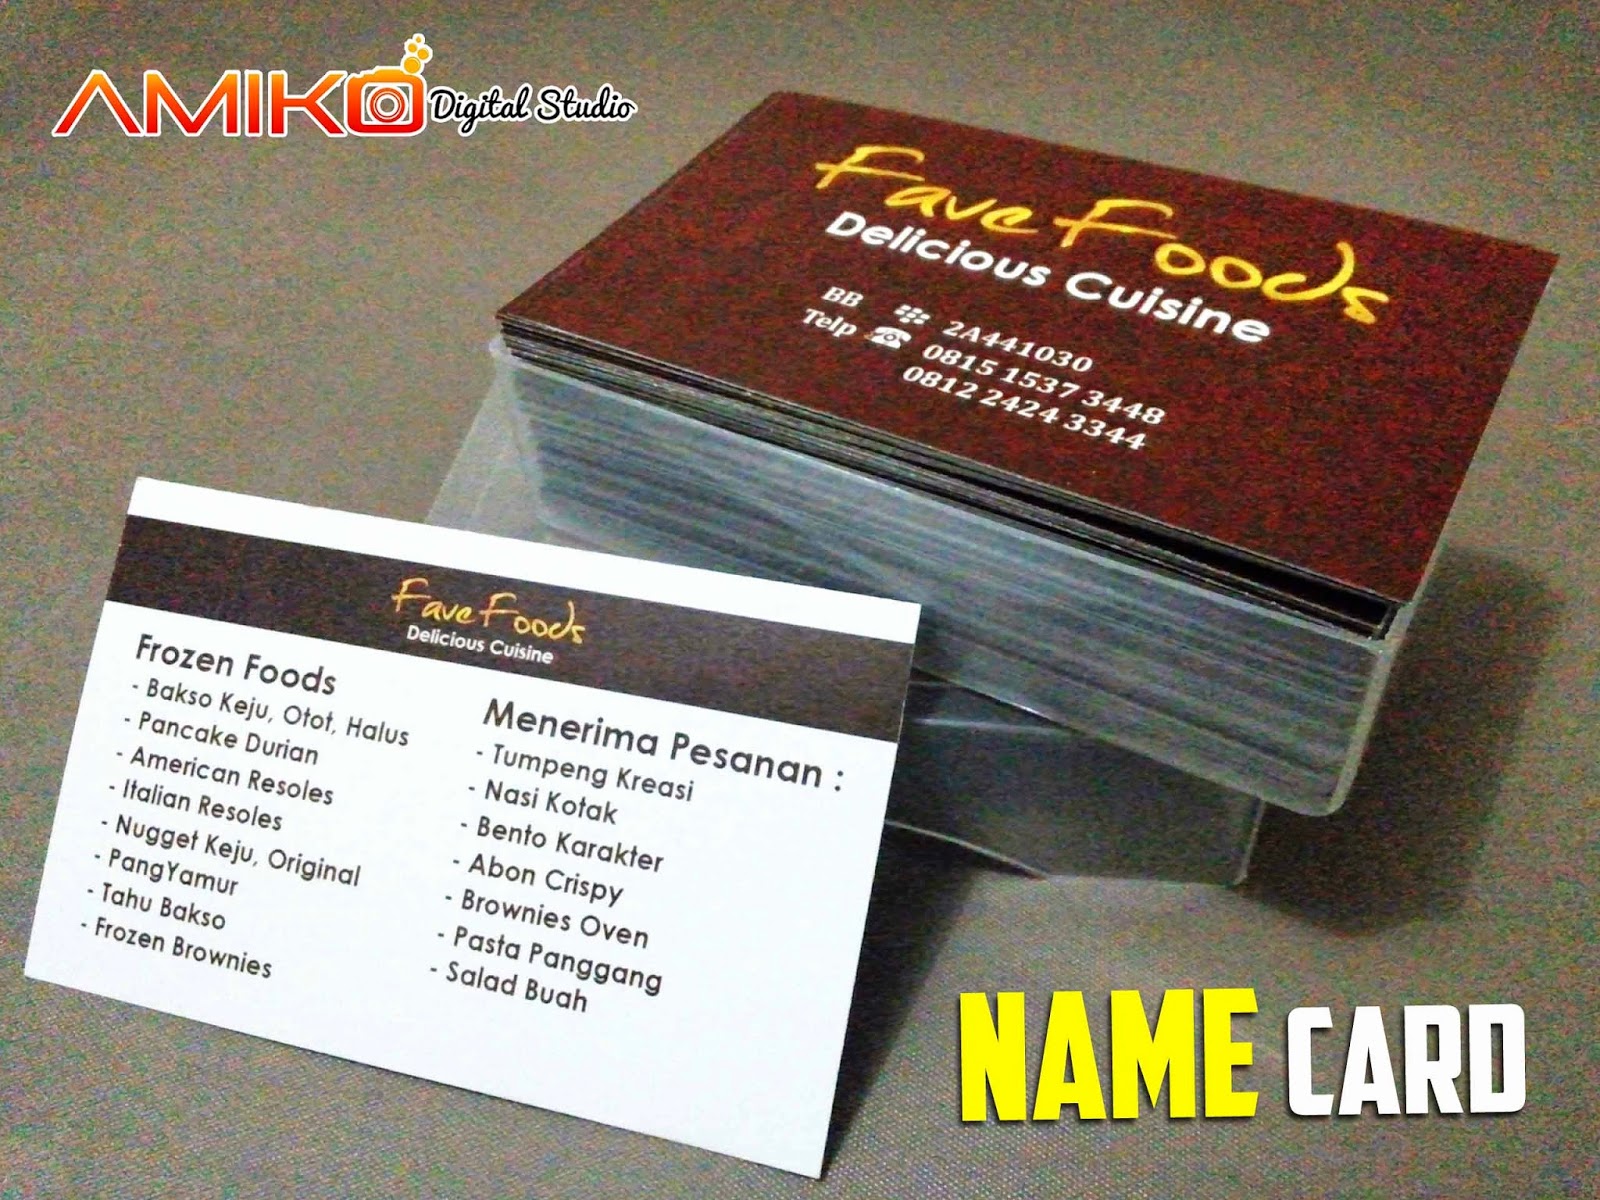 AMIKO Digital Studio
Fave Foods
Delicious Cuisine
BB 2A441030
Telp 0815 1537 3448
0812 2424 3344
Fave Foods
Delicious Cuisine
Frozen Foods
- Bakso Keju, Otot, Halus
- Pancake Durian
- American Resoles
- Italian Resoles
- Nugget Keju, Original
- PangYamur
- Tahu Bakso
- Frozen Brownies
Menerima Pesanan :
- Tumpeng Kreasi
- Nasi Kotak
- Bento Karakter
- Abon Crispy
- Brownies Oven
- Pasta Panggang
- Salad Buah
NAME CARD